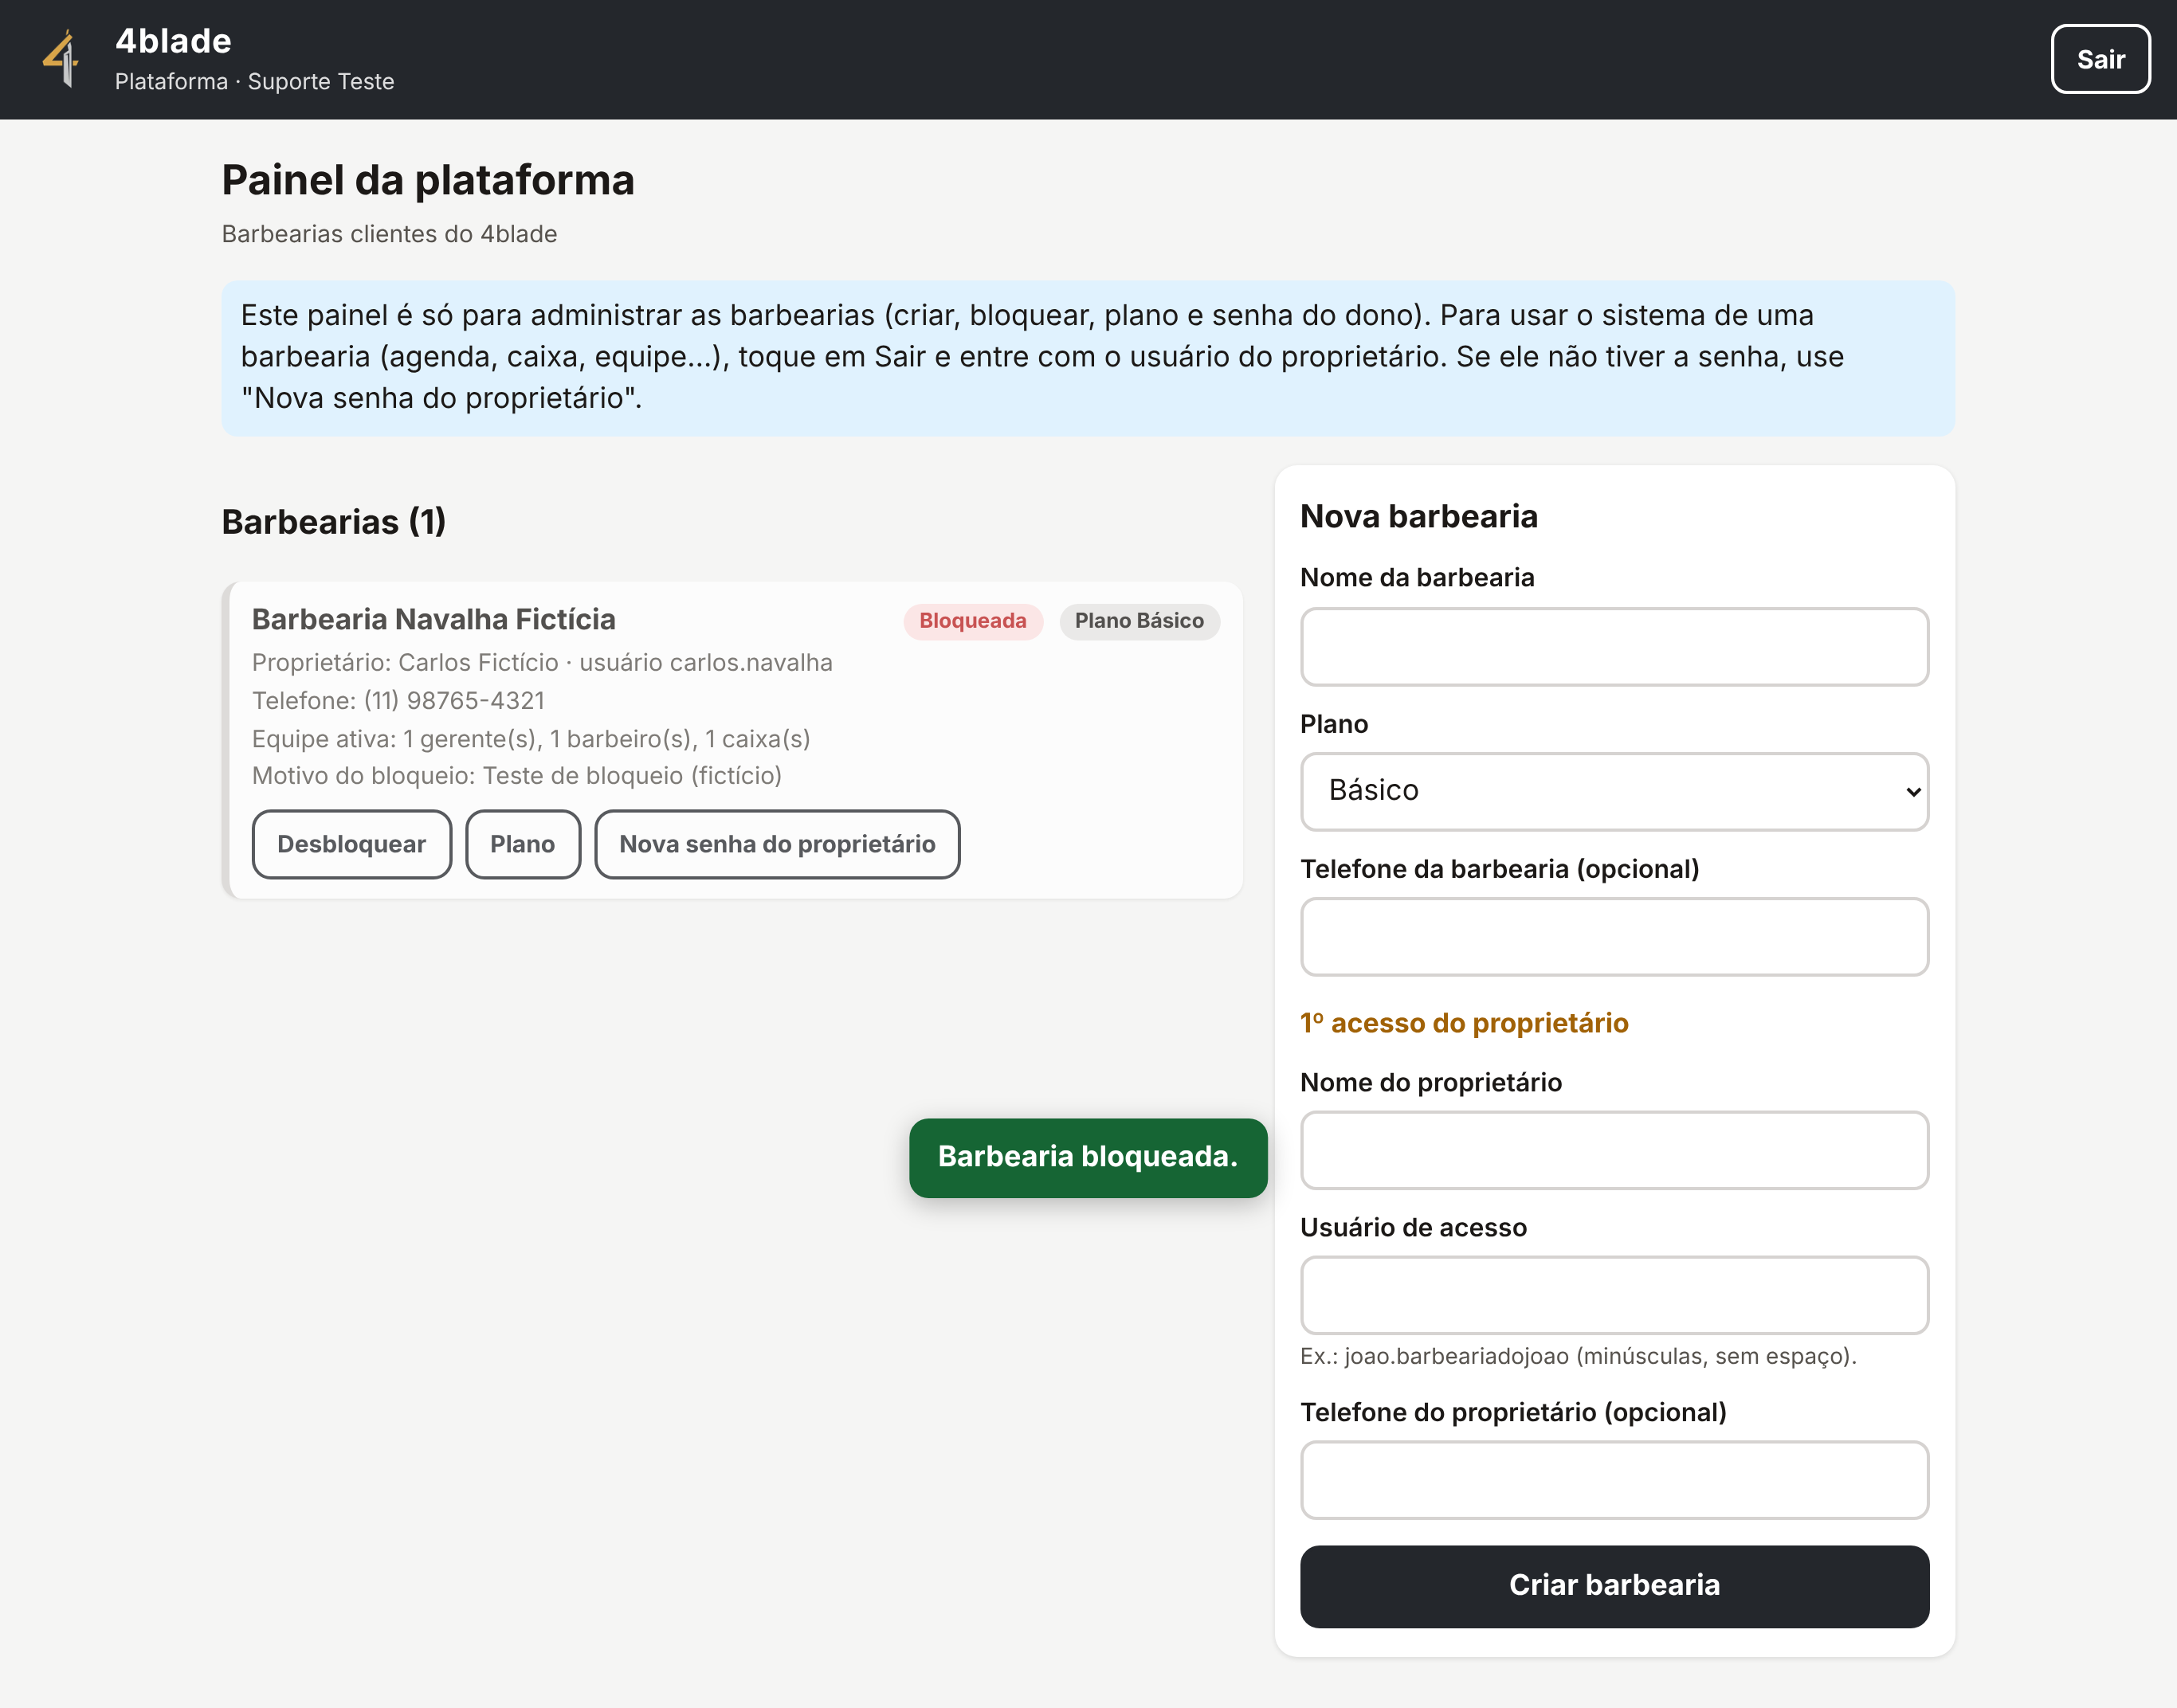 4blade
Plataforma · Suporte Teste
Sair
Painel da plataforma
Barbearias clientes do 4blade
Este painel é só para administrar as barbearias (criar, bloquear, plano e senha do dono). Para usar o sistema de uma
barbearia (agenda, caixa, equipe...), toque em Sair e entre com o usuário do proprietário. Se ele não tiver a senha, use
"Nova senha do proprietário".
Barbearias (1)
Barbearia Navalha Fictícia
Bloqueada
Plano Básico
Proprietário: Carlos Fictício · usuário carlos.navalha
Telefone: (11) 98765-4321
Equipe ativa: 1 gerente(s), 1 barbeiro(s), 1 caixa(s)
Motivo do bloqueio: Teste de bloqueio (fictício)
Desbloquear
Plano
Nova senha do proprietário
Barbearia bloqueada.
Nova barbearia
Nome da barbearia
Plano
Básico
Telefone da barbearia (opcional)
1º acesso do proprietário
Nome do proprietário
Usuário de acesso
Ex.: joao.barbeariadojoao (minúsculas, sem espaço).
Telefone do proprietário (opcional)
Criar barbearia